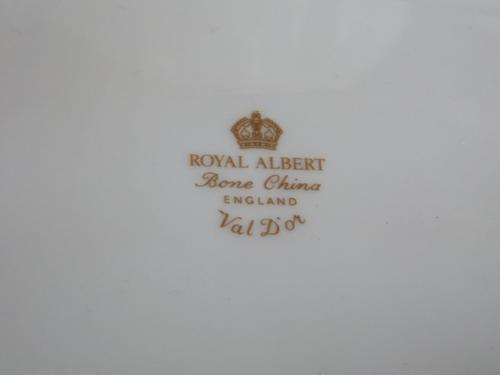 ROYAL ALBERT
Bone China
ENGLAND
Val D'or